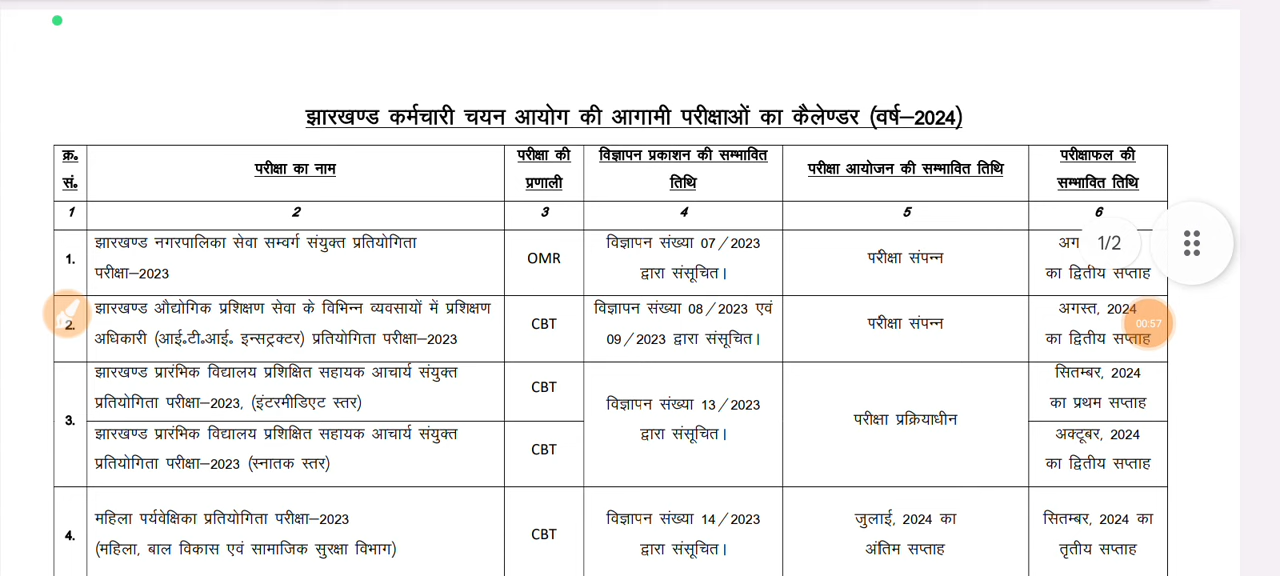 झारखण्ड कर्मचारी चयन आयोग की आगामी परीक्षाओं का कैलेण्डर (वर्ष–2024)
क्र॰ सं॰
परीक्षा का नाम
परीक्षा की प्रणाली
विज्ञापन प्रकाशन की सम्भावित तिथि
परीक्षा आयोजन की सम्भावित तिथि
परीक्षाफल की सम्भावित तिथि
1
2
3
4
5
6
1.
झारखण्ड नगरपालिका सेवा सम्वर्ग संयुक्त प्रतियोगिता
परीक्षा–2023
OMR
विज्ञापन संख्या 07/2023
द्वारा संसूचित।
परीक्षा संपन्न
अग
का द्वितीय सप्ताह
1/2
2.
झारखण्ड औद्योगिक प्रशिक्षण सेवा के विभिन्न व्यवसायों में प्रशिक्षण
अधिकारी (आई॰टी॰आई॰ इन्सट्रक्टर) प्रतियोगिता परीक्षा–2023
CBT
विज्ञापन संख्या 08/2023 एवं
09/2023 द्वारा संसूचित।
परीक्षा संपन्न
अगस्त, 2024
का द्वितीय सप्ताह
00:57
3.
झारखण्ड प्रारंभिक विद्यालय प्रशिक्षित सहायक आचार्य संयुक्त
प्रतियोगिता परीक्षा–2023, (इंटरमीडिएट स्तर)
CBT
विज्ञापन संख्या 13/2023
द्वारा संसूचित।
परीक्षा प्रक्रियाधीन
सितम्बर, 2024
का प्रथम सप्ताह
झारखण्ड प्रारंभिक विद्यालय प्रशिक्षित सहायक आचार्य संयुक्त
प्रतियोगिता परीक्षा–2023 (स्नातक स्तर)
CBT
अक्टूबर, 2024
का द्वितीय सप्ताह
4.
महिला पर्यवेक्षिका प्रतियोगिता परीक्षा–2023
(महिला, बाल विकास एवं सामाजिक सुरक्षा विभाग)
CBT
विज्ञापन संख्या 14/2023
द्वारा संसूचित।
जुलाई, 2024 का
अंतिम सप्ताह
सितम्बर, 2024 का
तृतीय सप्ताह